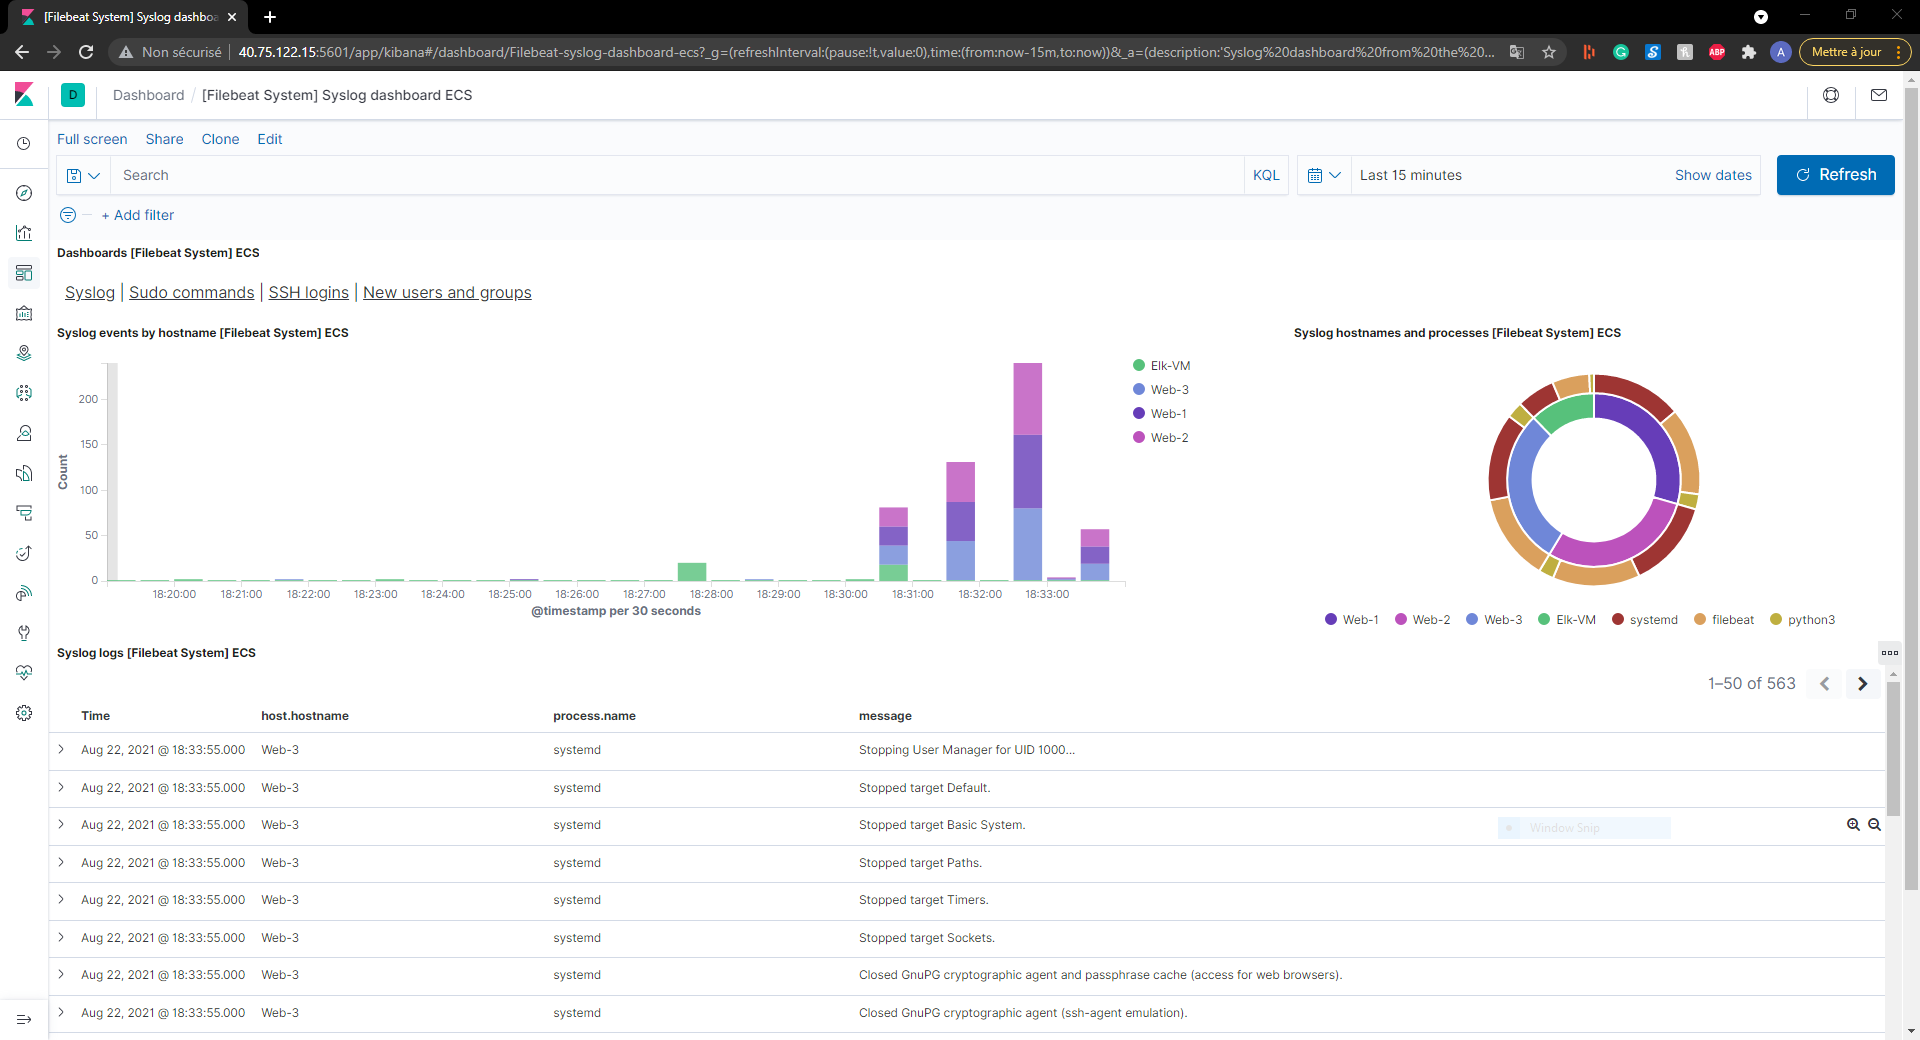 [Filebeat System] Syslog dashbo
Non sécurisé 40.75.122.15:5601/app/kibana#/dashboard/Filebeat-syslog-dashboard-ecs?_g=(refreshInterval:(pause:!t,value:0),time:(from:now-15m,to:now))&_a=(description:'Syslog%20dashboard%20from%20the%20... ABP A Mettre à jour
D Dashboard / [Filebeat System] Syslog dashboard ECS
Full screen Share Clone Edit
Search KQL Last 15 minutes Show dates Refresh
+ Add filter
Dashboards [Filebeat System] ECS
Syslog | Sudo commands | SSH logins | New users and groups
Syslog events by hostname [Filebeat System] ECS
Count
200
150
100
50
0
18:20:00 18:21:00 18:22:00 18:23:00 18:24:00 18:25:00 18:26:00 18:27:00 18:28:00 18:29:00 18:30:00 18:31:00 18:32:00 18:33:00
@timestamp per 30 seconds
Elk-VM
Web-3
Web-1
Web-2
Syslog hostnames and processes [Filebeat System] ECS
Web-1 Web-2 Web-3 Elk-VM systemd filebeat python3
Syslog logs [Filebeat System] ECS
1–50 of 563
Time host.hostname process.name message
Aug 22, 2021 @ 18:33:55.000 Web-3 systemd Stopping User Manager for UID 1000...
Aug 22, 2021 @ 18:33:55.000 Web-3 systemd Stopped target Default.
Aug 22, 2021 @ 18:33:55.000 Web-3 systemd Stopped target Basic System.
Window Snip
Aug 22, 2021 @ 18:33:55.000 Web-3 systemd Stopped target Paths.
Aug 22, 2021 @ 18:33:55.000 Web-3 systemd Stopped target Timers.
Aug 22, 2021 @ 18:33:55.000 Web-3 systemd Stopped target Sockets.
Aug 22, 2021 @ 18:33:55.000 Web-3 systemd Closed GnuPG cryptographic agent and passphrase cache (access for web browsers).
Aug 22, 2021 @ 18:33:55.000 Web-3 systemd Closed GnuPG cryptographic agent (ssh-agent emulation).